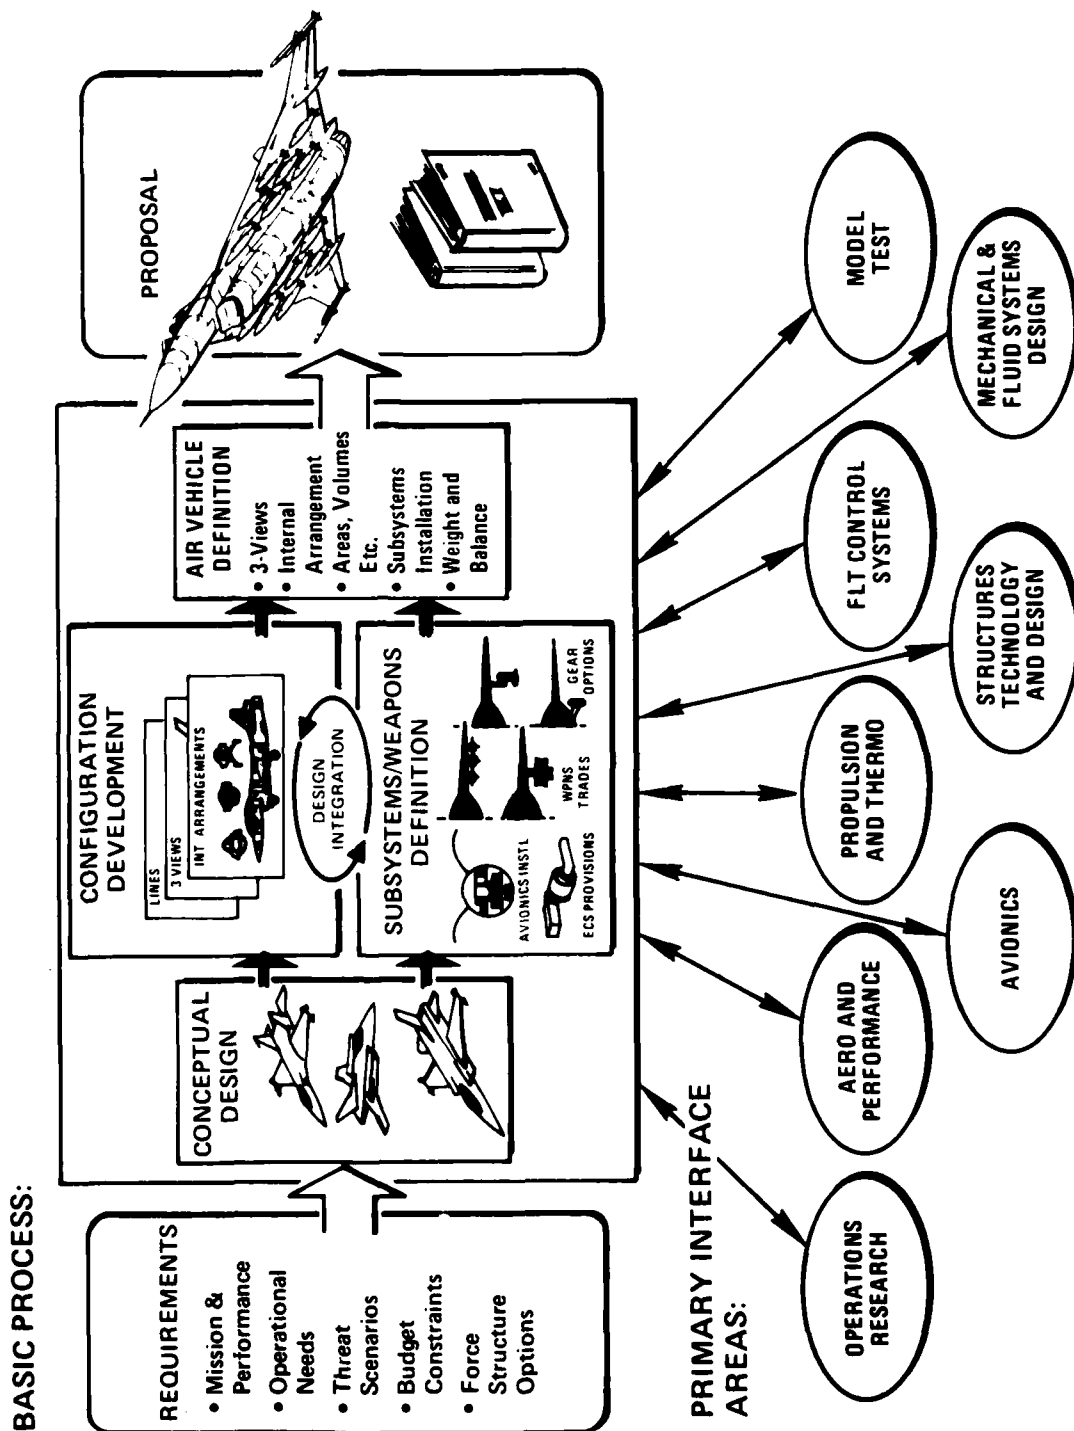 BASIC PROCESS:
REQUIREMENTS
• Mission &
Performance
• Operational
Needs
• Threat
Scenarios
• Budget
Constraints
• Force
Structure
Options
CONCEPTUAL
DESIGN
CONFIGURATION
DEVELOPMENT
LINES
3 VIEWS
INT ARRANGEMENTS
DESIGN
INTEGRATION
SUBSYSTEMS/WEAPONS
DEFINITION
AVIONICS INSTL
ECS PROVISIONS
WPNS
TRADES
GEAR
OPTIONS
AIR VEHICLE
DEFINITION
• 3-Views
• Internal
Arrangement
• Areas, Volumes
Etc.
• Subsystems
Installation
• Weight and
Balance
PROPOSAL
PRIMARY INTERFACE
AREAS:
OPERATIONS
RESEARCH
AERO AND
PERFORMANCE
AVIONICS
PROPULSION
AND THERMO
STRUCTURES
TECHNOLOGY
AND DESIGN
FLT CONTROL
SYSTEMS
MECHANICAL &
FLUID SYSTEMS
DESIGN
MODEL
TEST